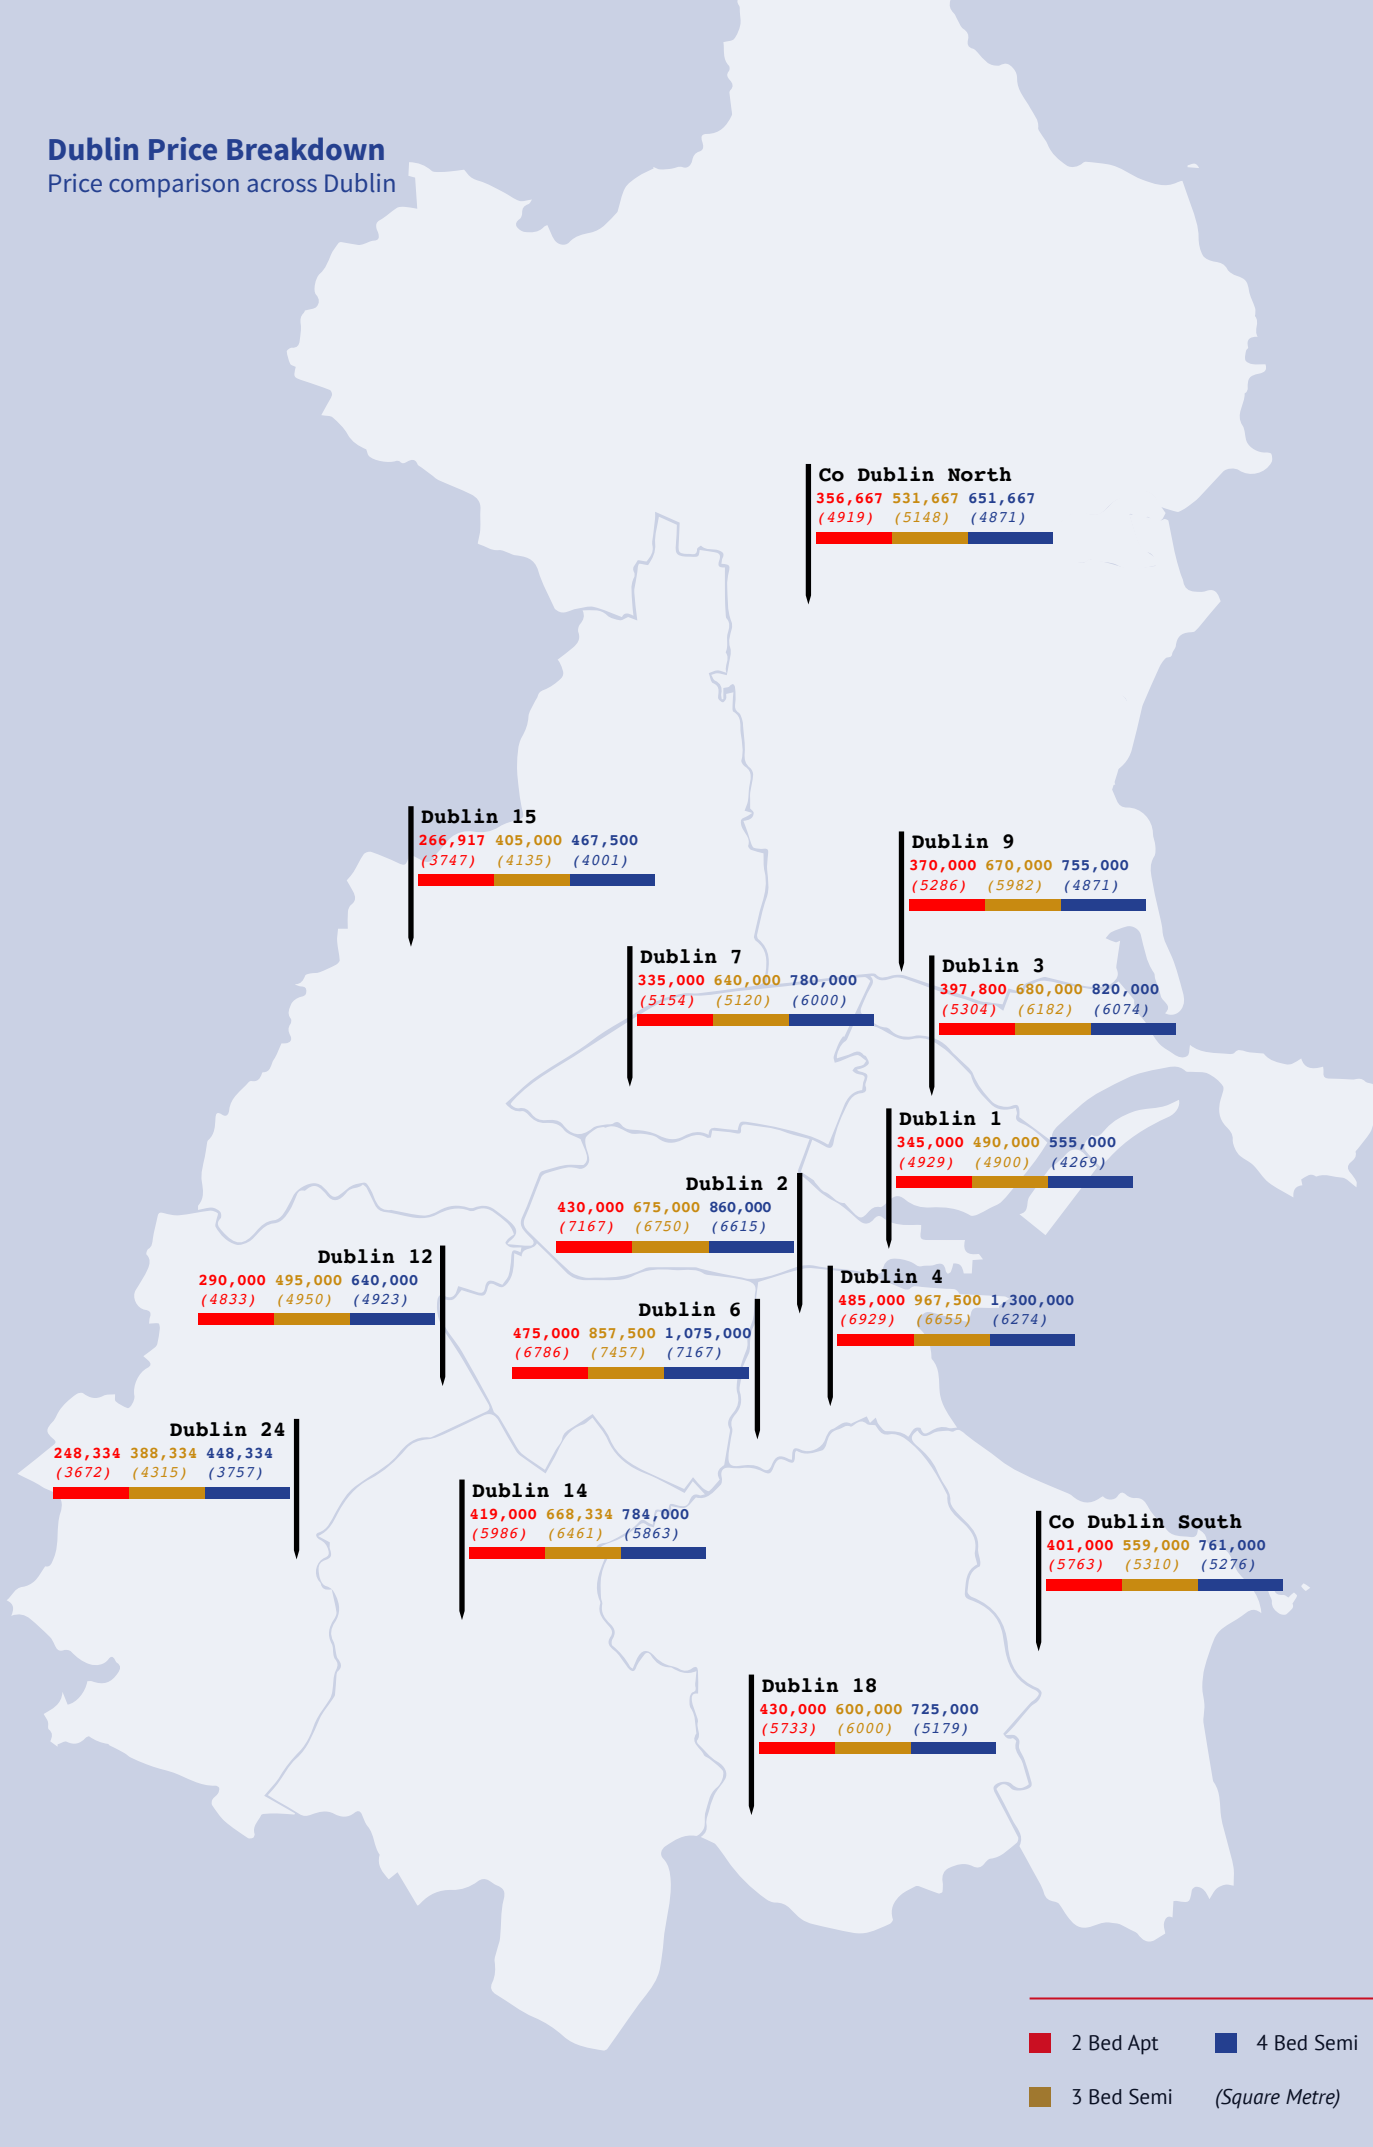 Dublin Price Breakdown
Price comparison across Dublin
Co Dublin North
356,667 531,667 651,667
(4919) (5148) (4871)
Dublin 15
266,917 405,000 467,500
(3747) (4135) (4001)
Dublin 9
370,000 670,000 755,000
(5286) (5982) (4871)
Dublin 7
335,000 640,000 780,000
(5154) (5120) (6000)
Dublin 3
397,800 680,000 820,000
(5304) (6182) (6074)
Dublin 1
345,000 490,000 555,000
(4929) (4900) (4269)
Dublin 2
430,000 675,000 860,000
(7167) (6750) (6615)
Dublin 12
290,000 495,000 640,000
(4833) (4950) (4923)
Dublin 4
485,000 967,500 1,300,000
(6929) (6655) (6274)
Dublin 6
475,000 857,500 1,075,000
(6786) (7457) (7167)
Dublin 24
248,334 388,334 448,334
(3672) (4315) (3757)
Dublin 14
419,000 668,334 784,000
(5986) (6461) (5863)
Co Dublin South
401,000 559,000 761,000
(5763) (5310) (5276)
Dublin 18
430,000 600,000 725,000
(5733) (6000) (5179)
2 Bed Apt
4 Bed Semi
3 Bed Semi
(Square Metre)